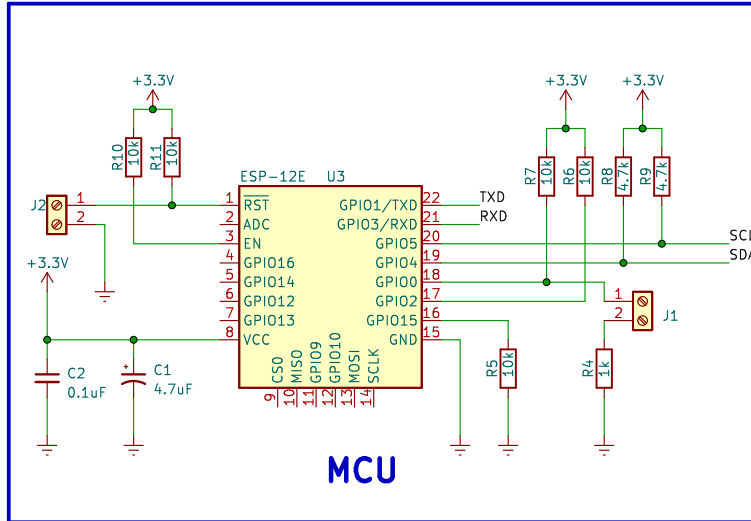 +3.3V
+3.3V
+3.3V
R10
10k
R11
10k
R7
10k
R6
10k
R8
4.7k
R9
4.7k
ESP-12E U3
J2
1
2
1 RST
2 ADC
3 EN
4 GPIO16
5 GPIO14
6 GPIO12
7 GPIO13
8 VCC
GPIO1/TXD 22 TXD
GPIO3/RXD 21 RXD
GPIO5 20
GPIO4 19
GPIO0 18
GPIO2 17
GPIO15 16
GND 15
SDA
+3.3V
1
2
J1
CS0
MISO
GPIO9
GPIO10
MOSI
SCLK
9
10
11
12
13
14
C2
0.1uF
C1
4.7uF
+
R5
10k
R4
1k
MCU